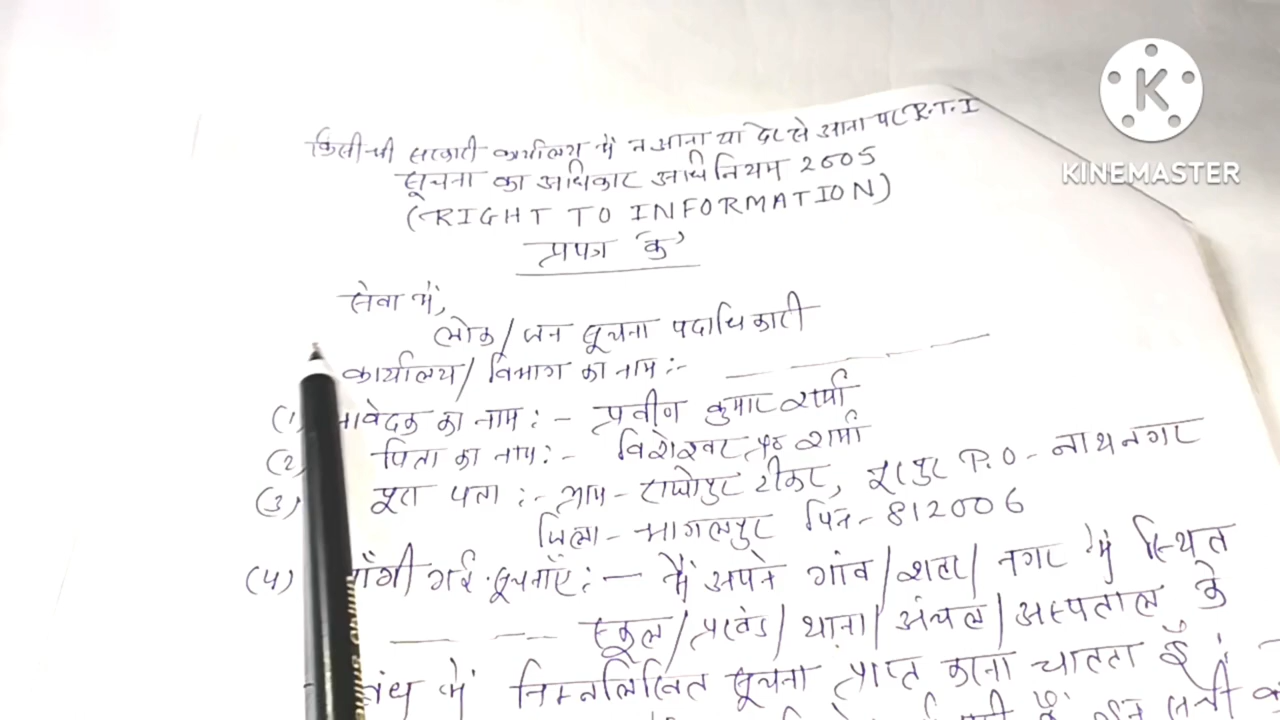 K
KINEMASTER
किसीभी सरकारी कार्यालय में न आना या देर से आना पर R.T.I
सूचना का अधिकार अधिनियम 2005
(RIGHT TO INFORMATION)
प्रपत्र 'क'
सेवा में,
लोक/जन सूचना पदाधिकारी
कार्यालय/विभाग का नाम:-
(1) आवेदक का नाम:- प्रवीण कुमार शर्मा
(2) पिता का नाम:- विशेश्वर प्र० शर्मा
(3) पूरा पता:- ग्राम- राघोपुर टीकर, नूरपुर P.O- नाथनगर
जिला- भागलपुर पिन- 812006
(4) माँगी गई सूचनाएँ:- मैं अपने गांव/शहर/नगर में स्थित
स्कूल/प्रखंड/थाना/अंचल/अस्पताल के
संबंध में निम्नलिखित सूचना प्राप्त करना चाहता हूँ